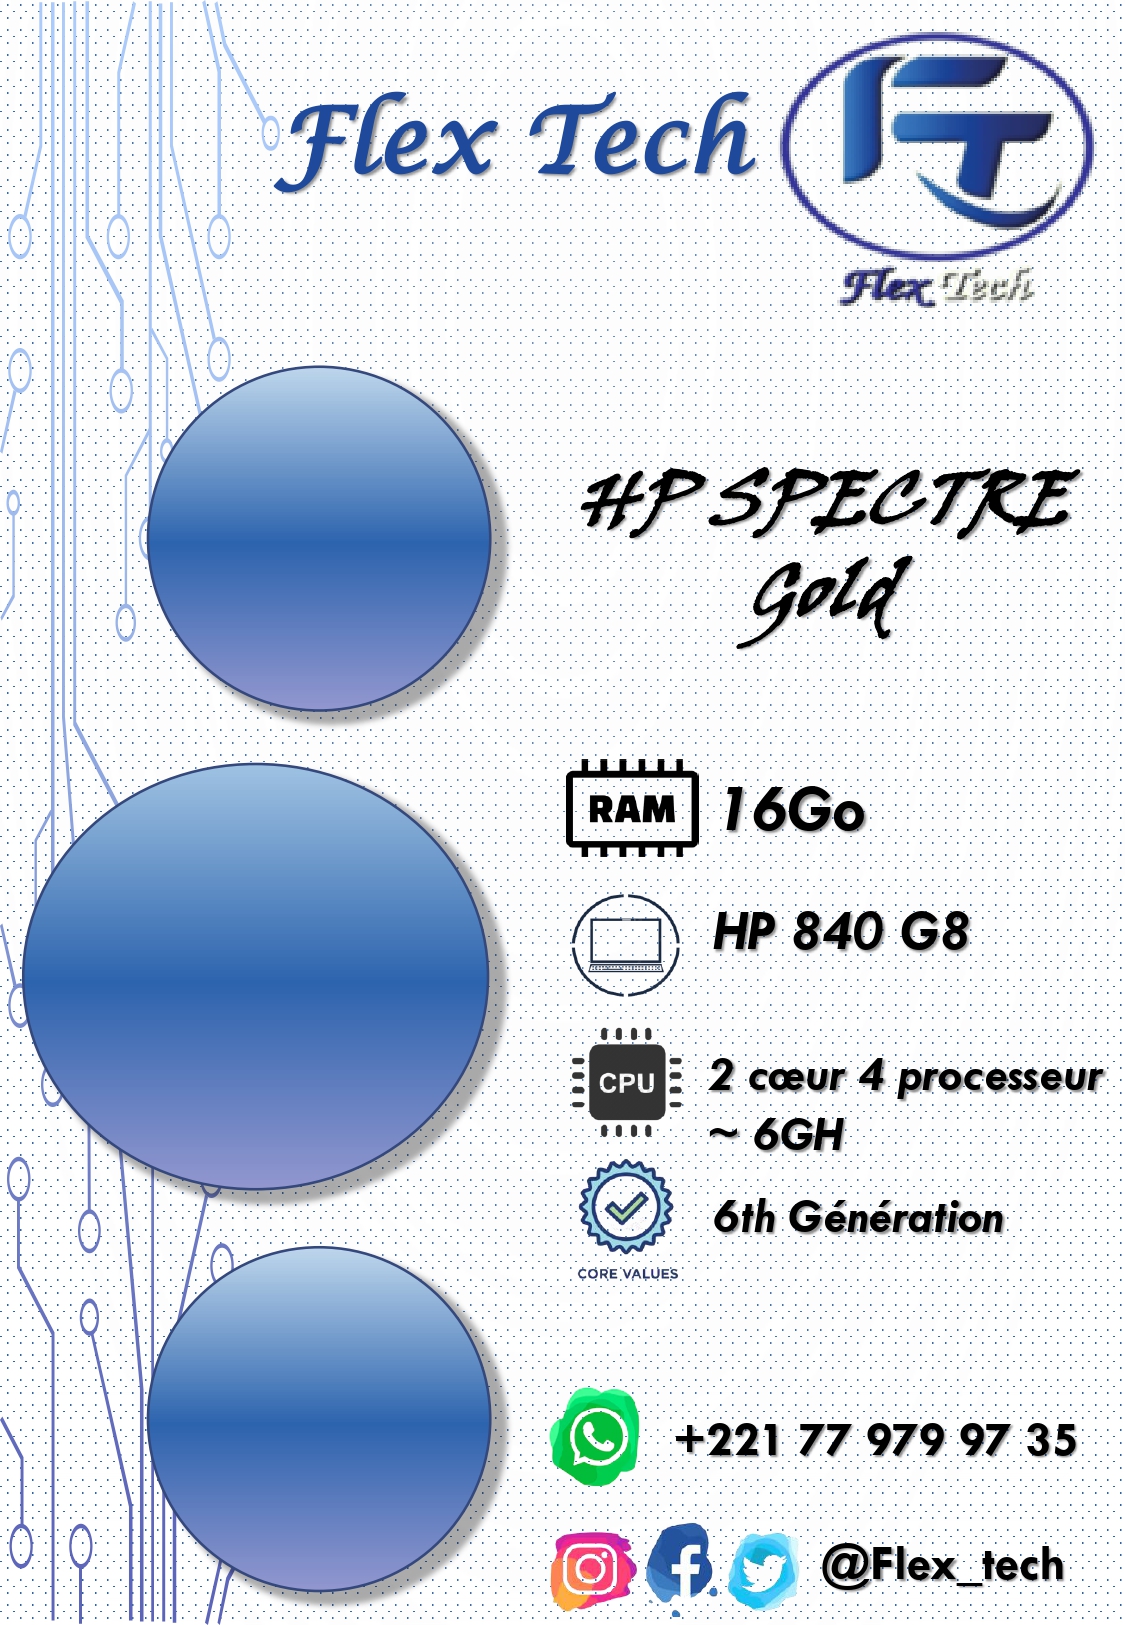 Flex Tech
FT
Flex Tech
HP SPECTRE
Gold
RAM
16Go
HP 840 G8
CPU
2 cœur 4 processeur
~ 6GH
6th Génération
CORE VALUES
+221 77 979 97 35
@Flex_tech